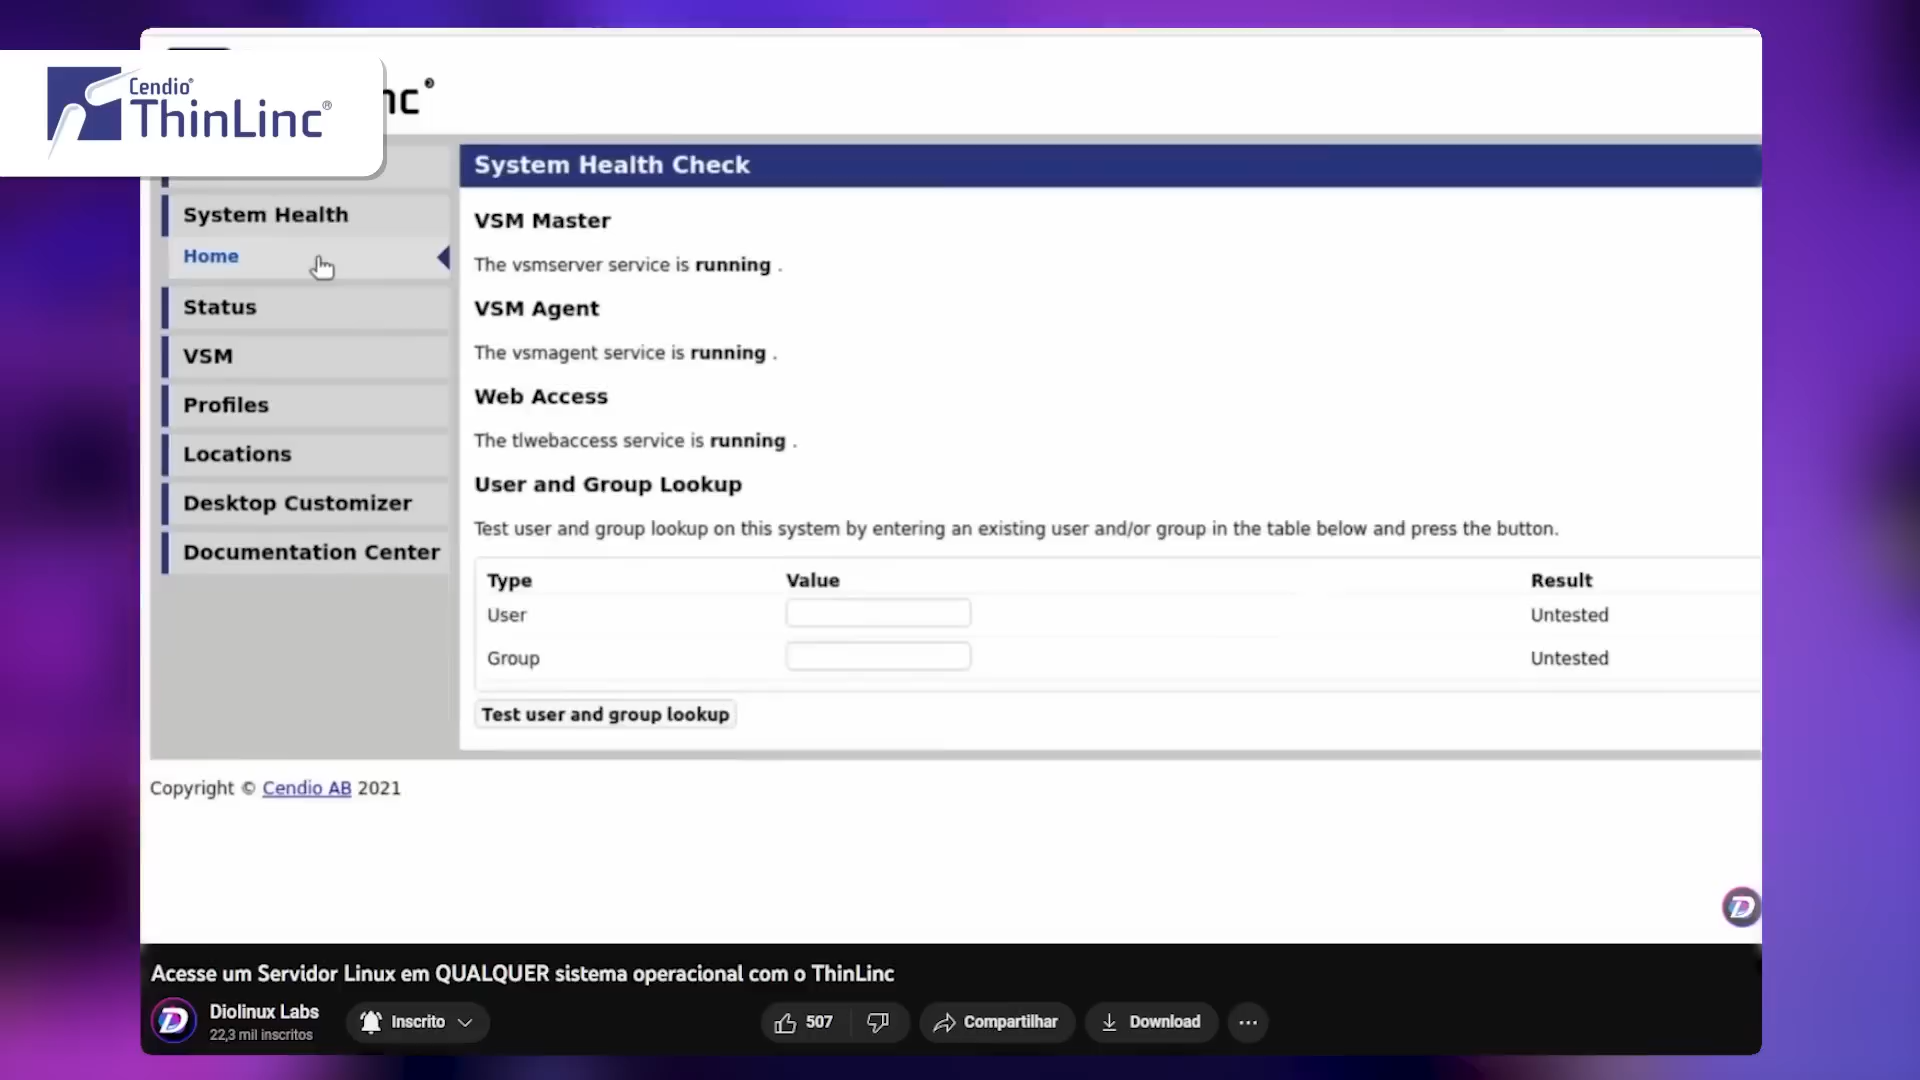 Cendio®
ThinLinc®
nc®
System Health
Home
Status
VSM
Profiles
Locations
Desktop Customizer
Documentation Center
System Health Check
VSM Master
The vsmserver service is running .
VSM Agent
The vsmagent service is running .
Web Access
The tlwebaccess service is running .
User and Group Lookup
Test user and group lookup on this system by entering an existing user and/or group in the table below and press the button.
Type Value Result
User Untested
Group Untested
Test user and group lookup
Copyright © Cendio AB 2021
Acesse um Servidor Linux em QUALQUER sistema operacional com o ThinLinc
Diolinux Labs
22,3 mil inscritos
Inscrito
507
Compartilhar
Download